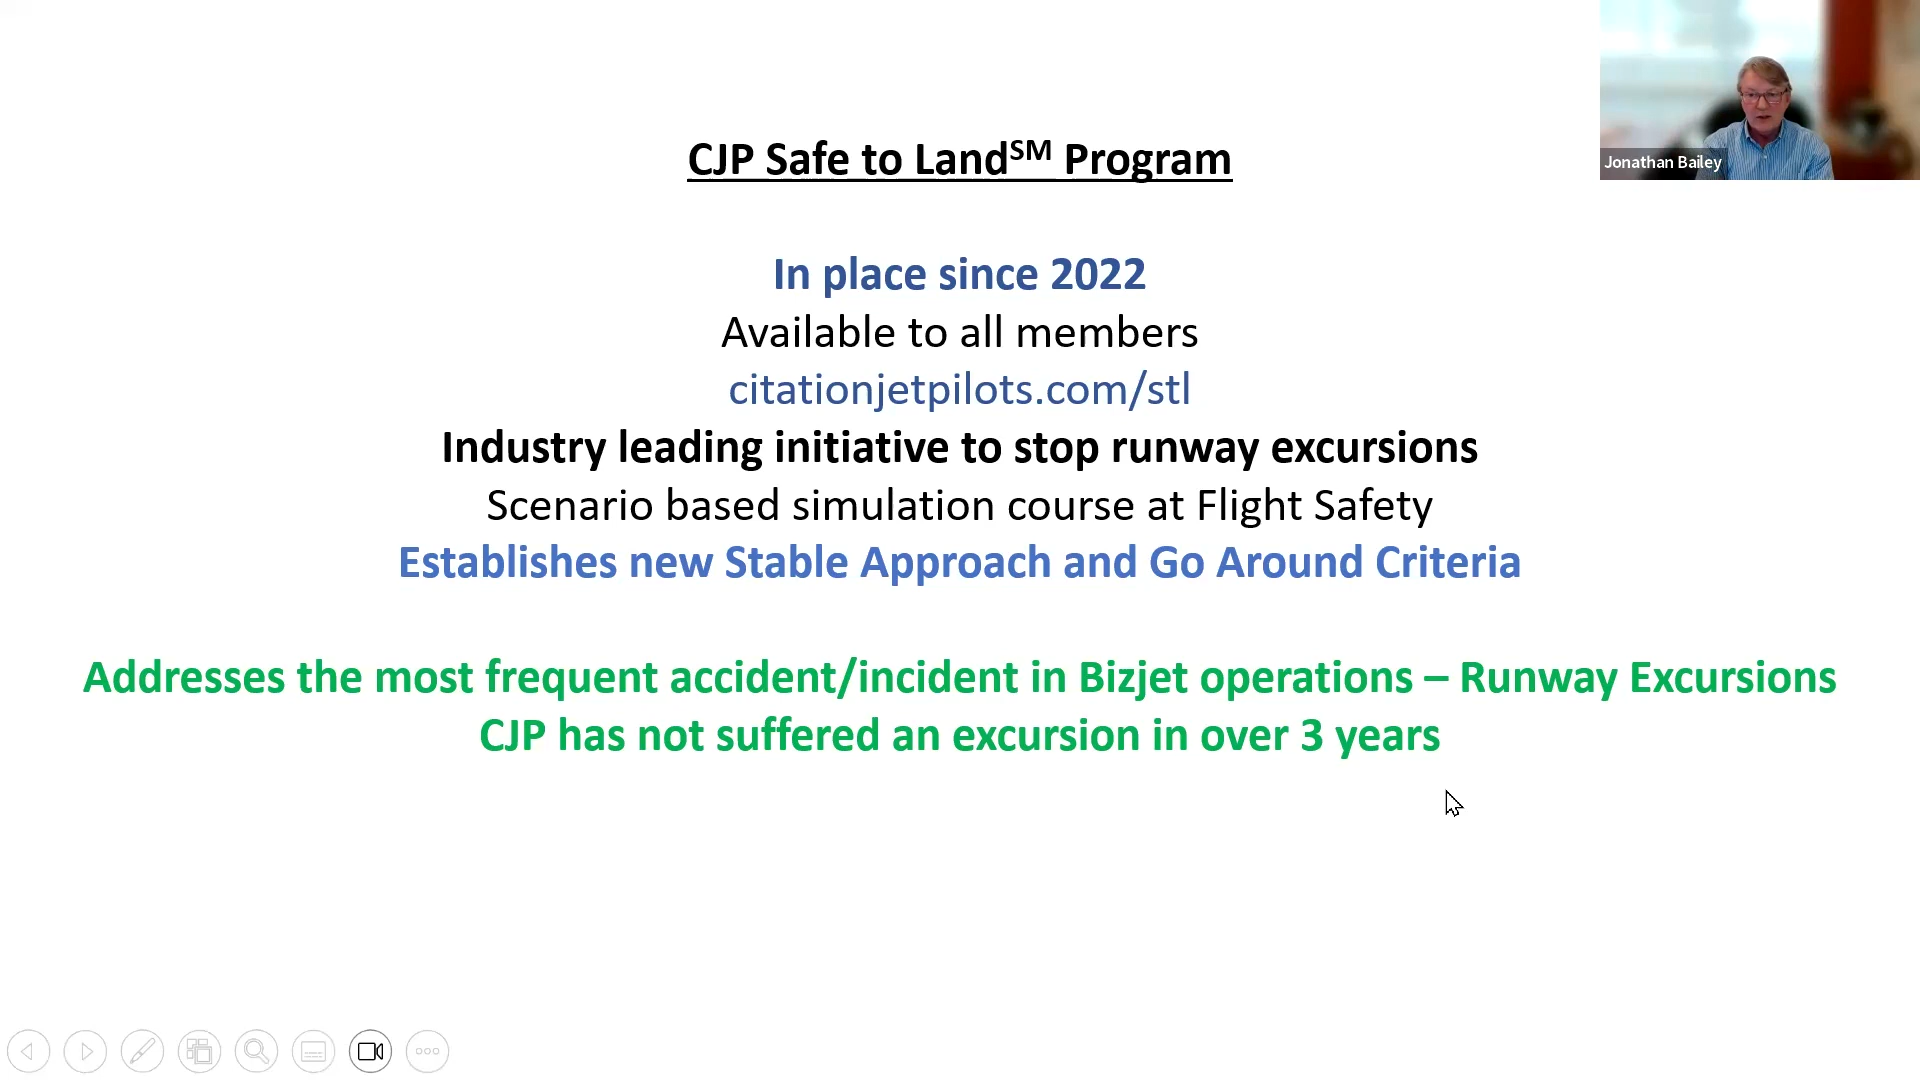 CJP Safe to Landˢᴹ Program
Jonathan Bailey
In place since 2022
Available to all members
citationjetpilots.com/stl
Industry leading initiative to stop runway excursions
Scenario based simulation course at Flight Safety
Establishes new Stable Approach and Go Around Criteria
Addresses the most frequent accident/incident in Bizjet operations – Runway Excursions
CJP has not suffered an excursion in over 3 years